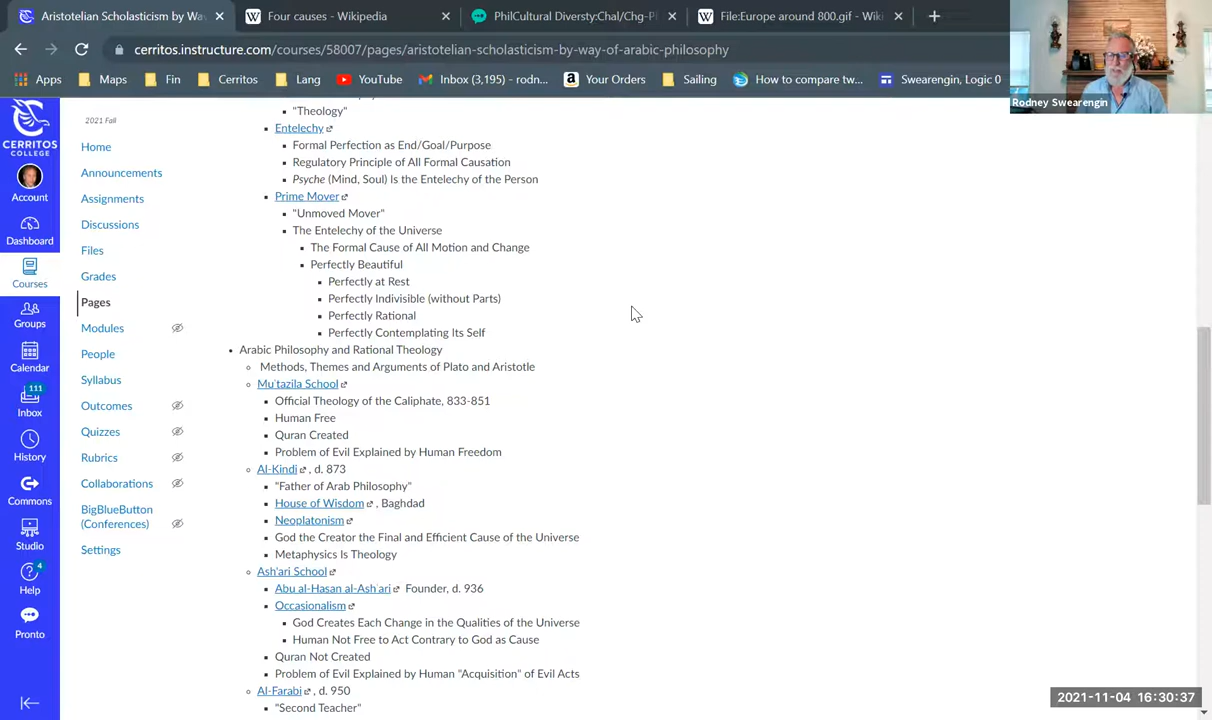 Aristotelian Scholasticism by Way
Four causes - Wikipedia
PhilCultural Diversty:Chal/Chg-P
File:Europe around 800.gif - Wiki
cerritos.instructure.com/courses/58007/pages/aristotelian-scholasticism-by-way-of-arabic-philosophy
Apps
Maps
Fin
Cerritos
Lang
YouTube
Inbox (3,195) - rodn...
Your Orders
Sailing
How to compare tw...
Swearengin, Logic 0
Rodney Swearengin
CERRITOS
COLLEGE
Account
Dashboard
Courses
Groups
Calendar
111
Inbox
History
Commons
Studio
4
Help
Pronto
2021 Fall
Home
Announcements
Assignments
Discussions
Files
Grades
Pages
Modules
People
Syllabus
Outcomes
Quizzes
Rubrics
Collaborations
BigBlueButton
(Conferences)
Settings
"Theology"
Entelechy
Formal Perfection as End/Goal/Purpose
Regulatory Principle of All Formal Causation
Psyche (Mind, Soul) Is the Entelechy of the Person
Prime Mover
"Unmoved Mover"
The Entelechy of the Universe
The Formal Cause of All Motion and Change
Perfectly Beautiful
Perfectly at Rest
Perfectly Indivisible (without Parts)
Perfectly Rational
Perfectly Contemplating Its Self
Arabic Philosophy and Rational Theology
Methods, Themes and Arguments of Plato and Aristotle
Muʿtazila School
Official Theology of the Caliphate, 833-851
Human Free
Quran Created
Problem of Evil Explained by Human Freedom
Al-Kindi , d. 873
"Father of Arab Philosophy"
House of Wisdom , Baghdad
Neoplatonism
God the Creator the Final and Efficient Cause of the Universe
Metaphysics Is Theology
Ash'ari School
Abu al-Hasan al-Ashʿari Founder, d. 936
Occasionalism
God Creates Each Change in the Qualities of the Universe
Human Not Free to Act Contrary to God as Cause
Quran Not Created
Problem of Evil Explained by Human "Acquisition" of Evil Acts
Al-Farabi , d. 950
"Second Teacher"
2021-11-04 16:30:37